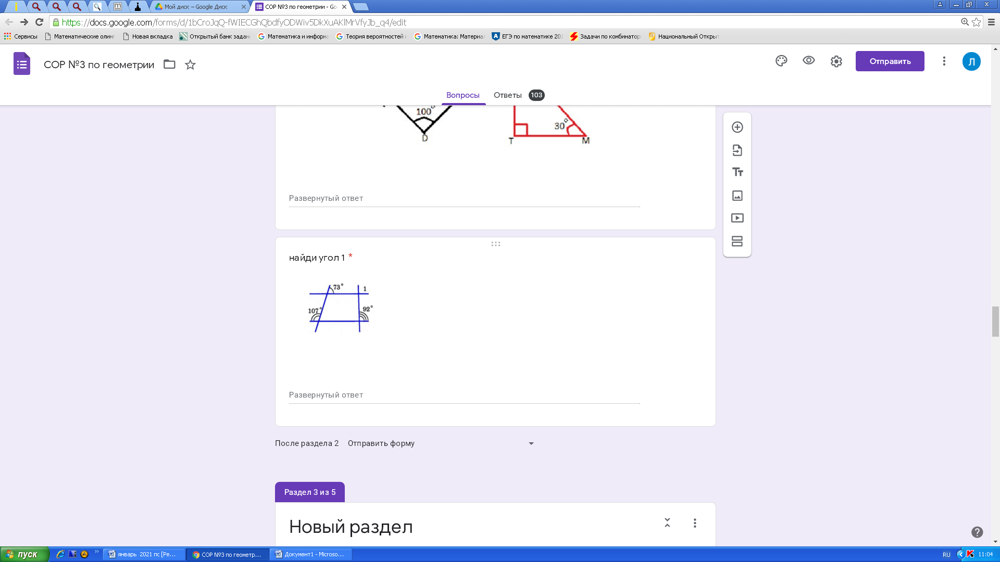 Мой диск – Google Диск
СОР №3 по геометрии - Go
https://docs.google.com/forms/d/1bCroJqQ-fWIECGhQbdfyODWiv5DkXuAKlMrVfyJb_q4/edit
Сервисы
Математические олим
Новая вкладка
Открытый банк задан
Математика и информа
Теория вероятностей
Математика: Материал
ЕГЭ по математике 201
Задачи по комбинатор
Национальный Открыт
СОР №3 по геометрии
Отправить
Л
Вопросы
Ответы
103
100°
D
30°
T
M
Развернутый ответ
найди угол 1 *
73°
1
107°
92°
Развернутый ответ
После раздела 2
Отправить форму
Раздел 3 из 5
Новый раздел
пуск
январь 2021 пс [Ре...
СОР №3 по геометр...
Документ1 - Microso...
RU
11:04